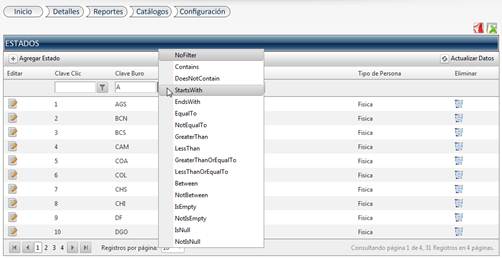 Inicio Detalles Reportes Catálogos Configuración
ESTADOS
Agregar Estado Actualizar Datos
Editar Clave Clic Clave Buro Tipo de Persona Eliminar
A
1 AGS Fisica
2 BCN Fisica
3 BCS Fisica
4 CAM Fisica
5 COA Fisica
6 COL Fisica
7 CHS Fisica
8 CHI Fisica
9 DF Fisica
10 DGO Fisica
NoFilter
Contains
DoesNotContain
StartsWith
EndsWith
EqualTo
NotEqualTo
GreaterThan
LessThan
GreaterThanOrEqualTo
LessThanOrEqualTo
Between
NotBetween
IsEmpty
NotIsEmpty
IsNull
NotIsNull
1 2 3 4 Registros por página: Consultando página 1 de 4, 31 Registros en 4 páginas.